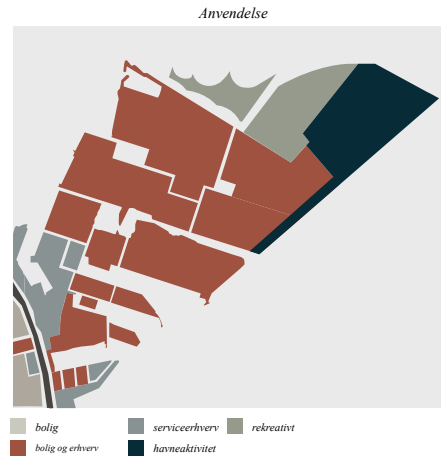 Anvendelse
bolig serviceerhverv rekreativt
bolig og erhverv havneaktivitet